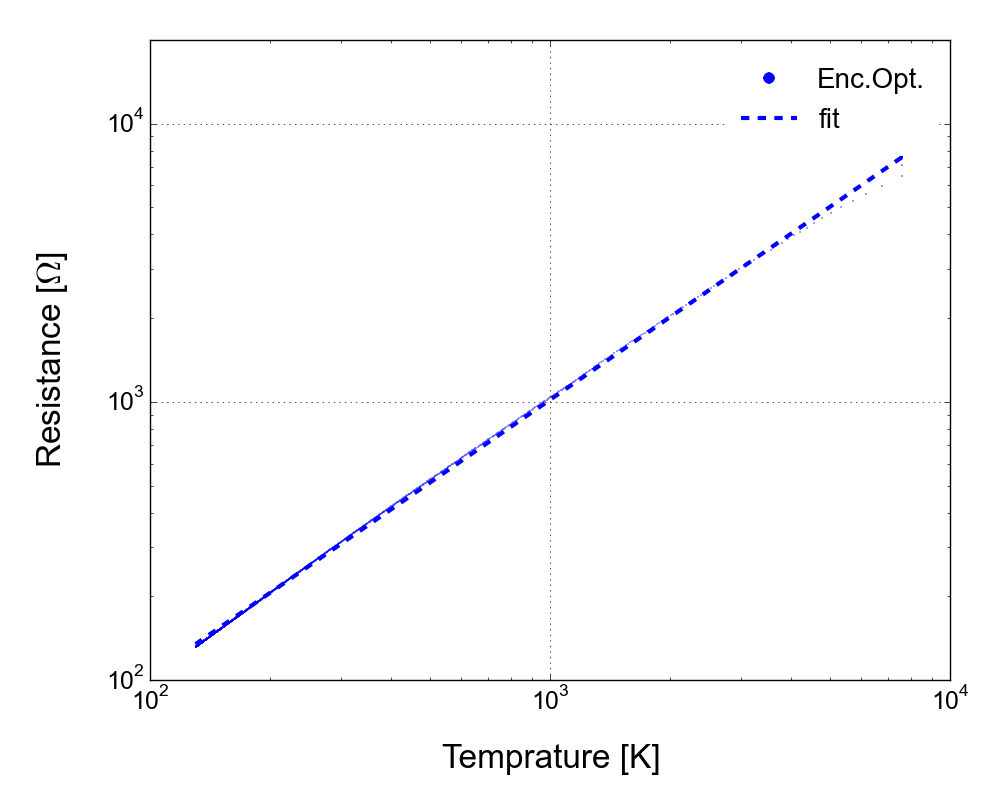 Enc.Opt.
fit
10^4
10^3
10^2
Resistance [Ω]
10^2 10^3 10^4
Temprature [K]